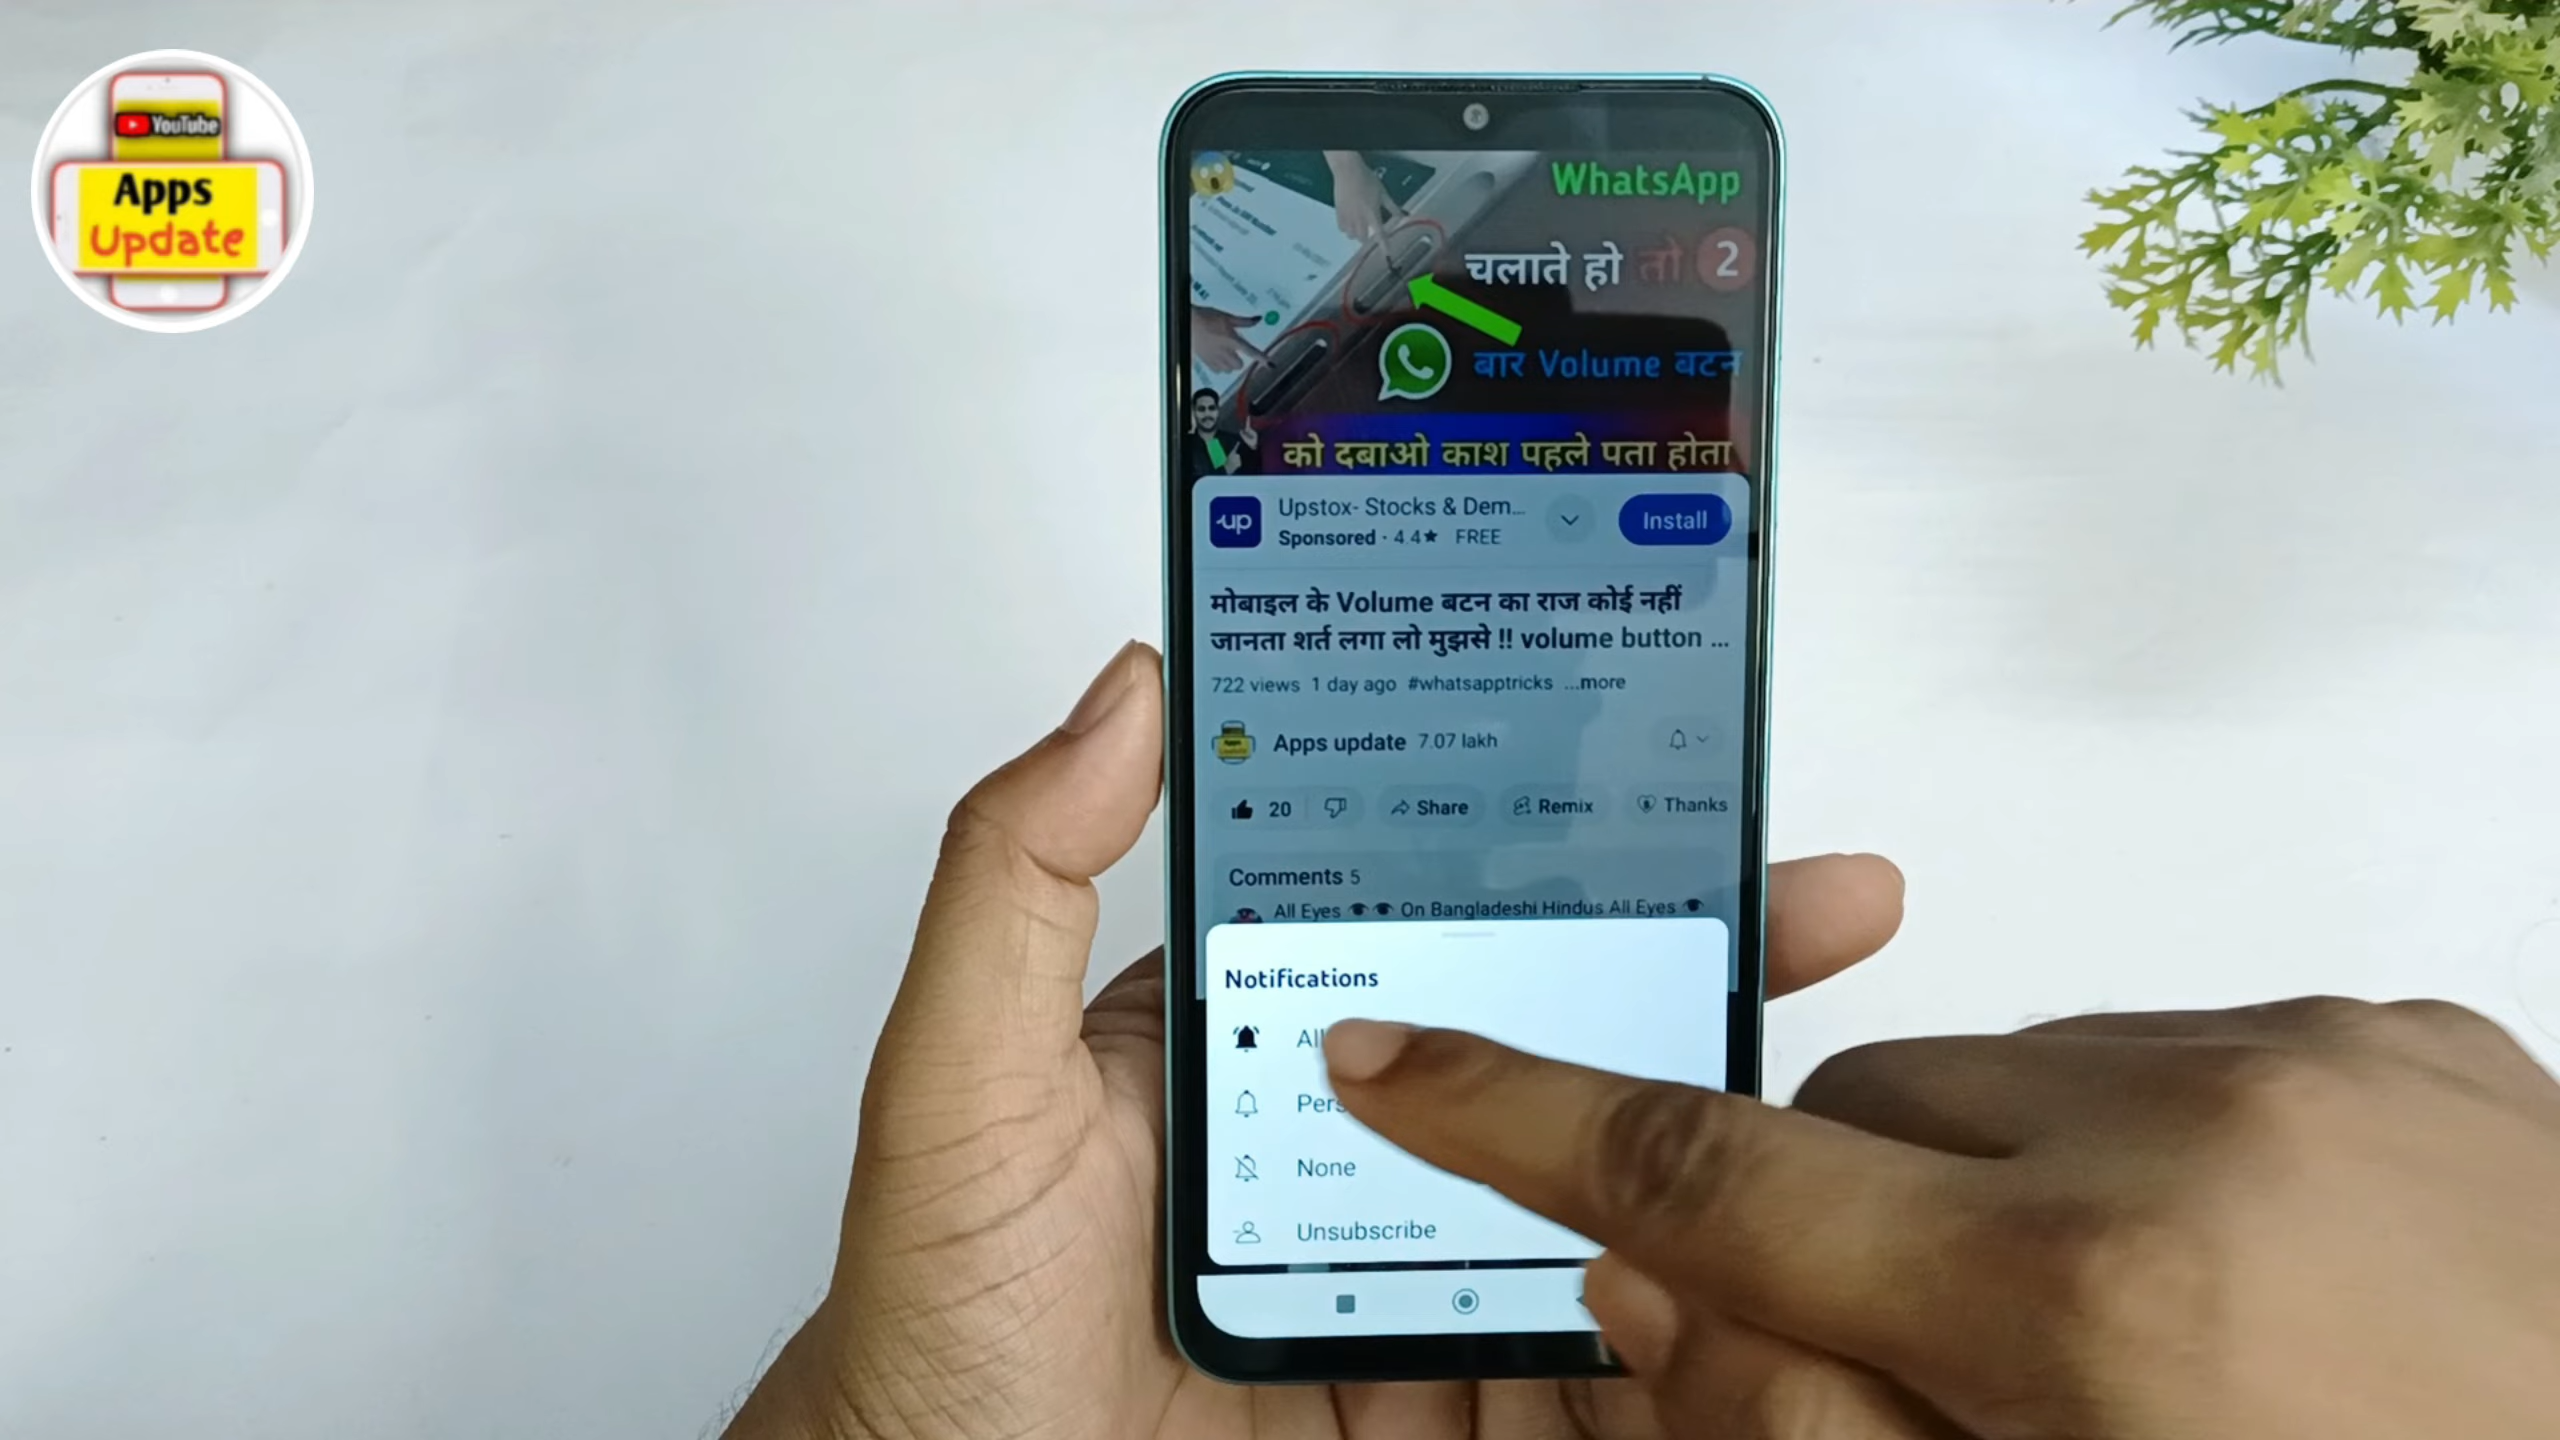 YouTube
Apps
Update
WhatsApp
चलाते हो तो 2
बार Volume बटन
को दबाओ काश पहले पता होता
up
Upstox- Stocks & Dem...
Install
Sponsored · 4.4★ FREE
मोबाइल के Volume बटन का राज कोई नहीं
जानता शर्त लगा लो मुझसे !! volume button ...
722 views 1 day ago #whatsapptricks ...more
Apps update 7.07 lakh
20 Share Remix Thanks
Comments 5
All Eyes 👁👁 On Bangladeshi Hindus All Eyes 👁
Notifications
All
Pers
None
Unsubscribe